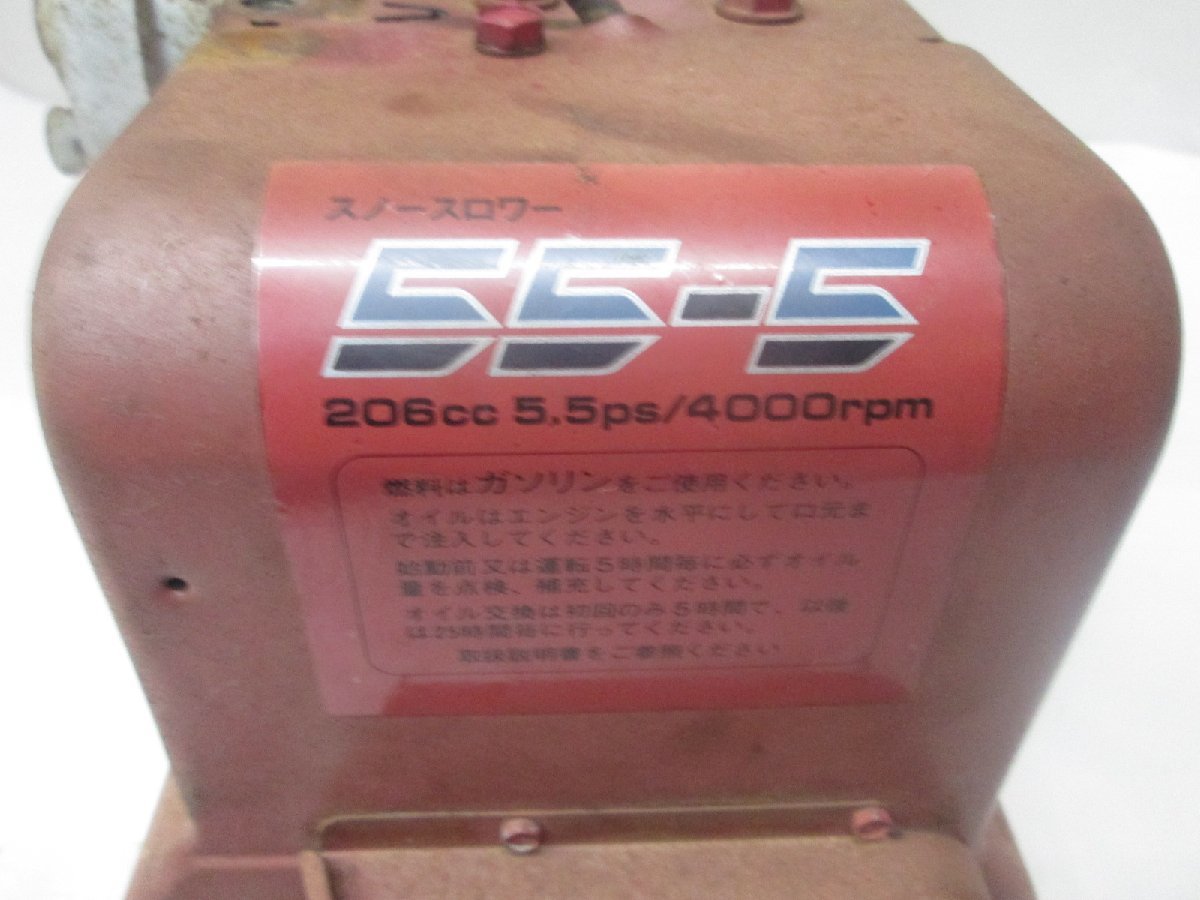 スノースロワー
SS-5
206cc 5.5ps/4000rpm
燃料はガソリンをご使用ください。
オイルはエンジンを水平にして口元ま
で注入してください。
始動前又は運転5時間毎に必ずオイル
量を点検、補充してください。
オイル交換は初回のみ5時間で、以後
は25時間毎に行ってください。
取扱説明書をご参照ください